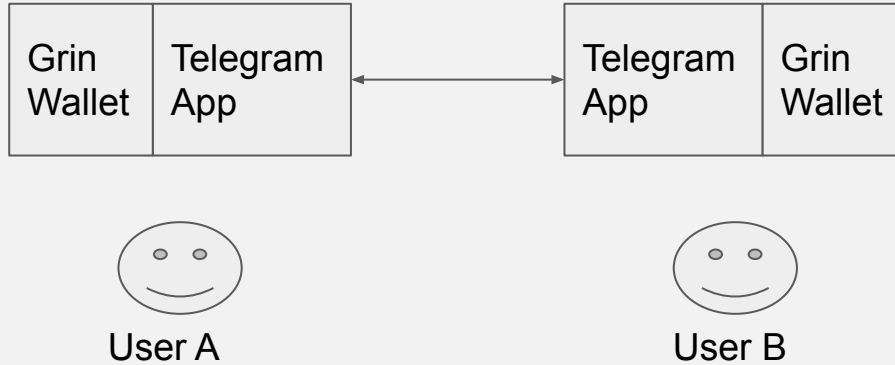 Grin
Wallet
Telegram
App
Telegram
App
Grin
Wallet
User A
User B